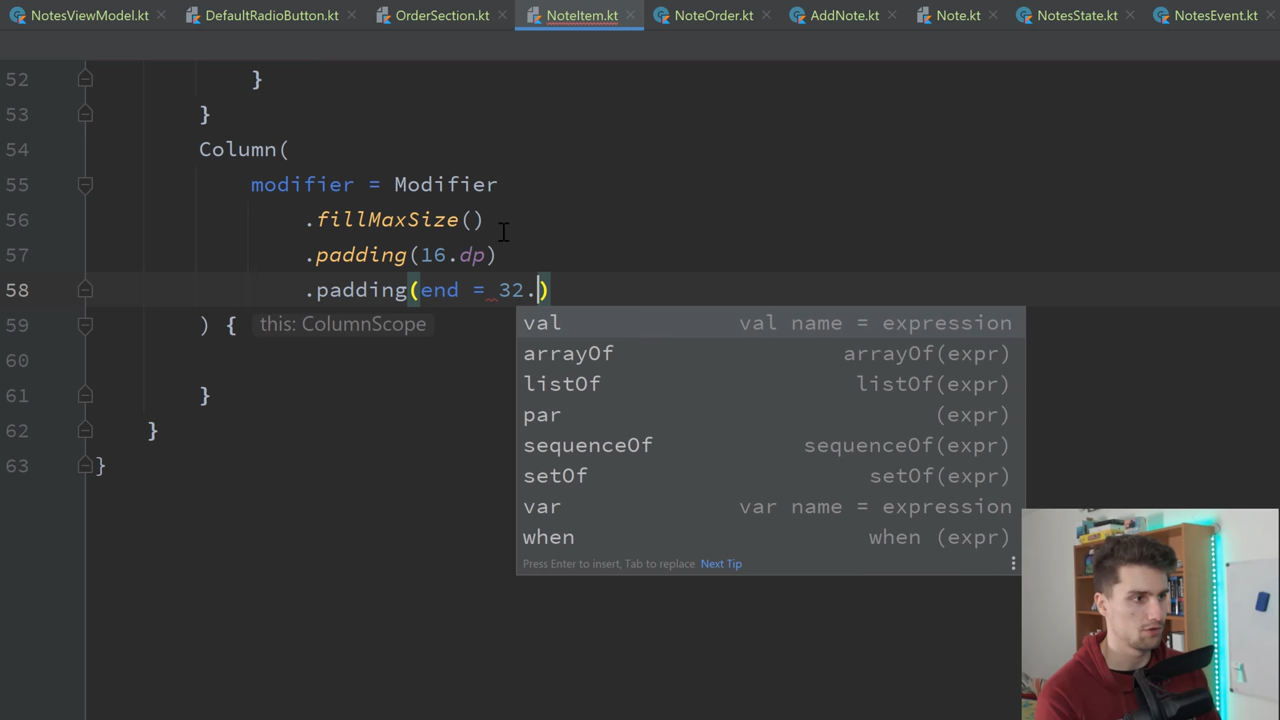 NotesViewModel.kt DefaultRadioButton.kt OrderSection.kt NoteItem.kt NoteOrder.kt AddNote.kt Note.kt NotesState.kt NotesEvent.kt
52 }
53 }
54 Column(
55 modifier = Modifier
56 .fillMaxSize()
57 .padding(16.dp)
58 .padding(end = 32.)
59 ) { this: ColumnScope
60
61 }
62 }
63 }
val val name = expression
arrayOf arrayOf(expr)
listOf listOf(expr)
par (expr)
sequenceOf sequenceOf(expr)
setOf setOf(expr)
var var name = expression
when when (expr)
Press Enter to insert, Tab to replace Next Tip